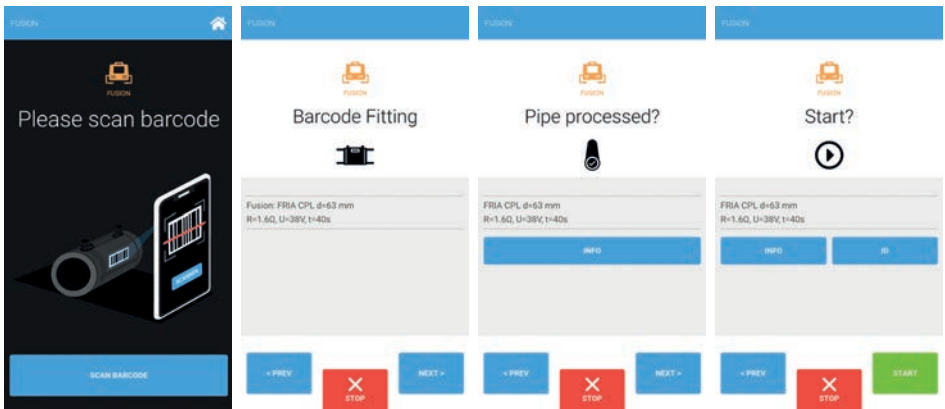 FUSION
FUSION
Please scan barcode
SCANNEN
SCAN BARCODE
FUSION
FUSION
Barcode Fitting
Fusion: FRIA CPL d=63 mm
R=1.6Ω, U=38V, t=40s
< PREV
STOP
NEXT >
FUSION
FUSION
Pipe processed?
FRIA CPL d=63 mm
R=1.6Ω, U=38V, t=40s
INFO
< PREV
STOP
NEXT >
FUSION
FUSION
Start?
FRIA CPL d=63 mm
R=1.6Ω, U=38V, t=40s
INFO
ID
< PREV
STOP
START